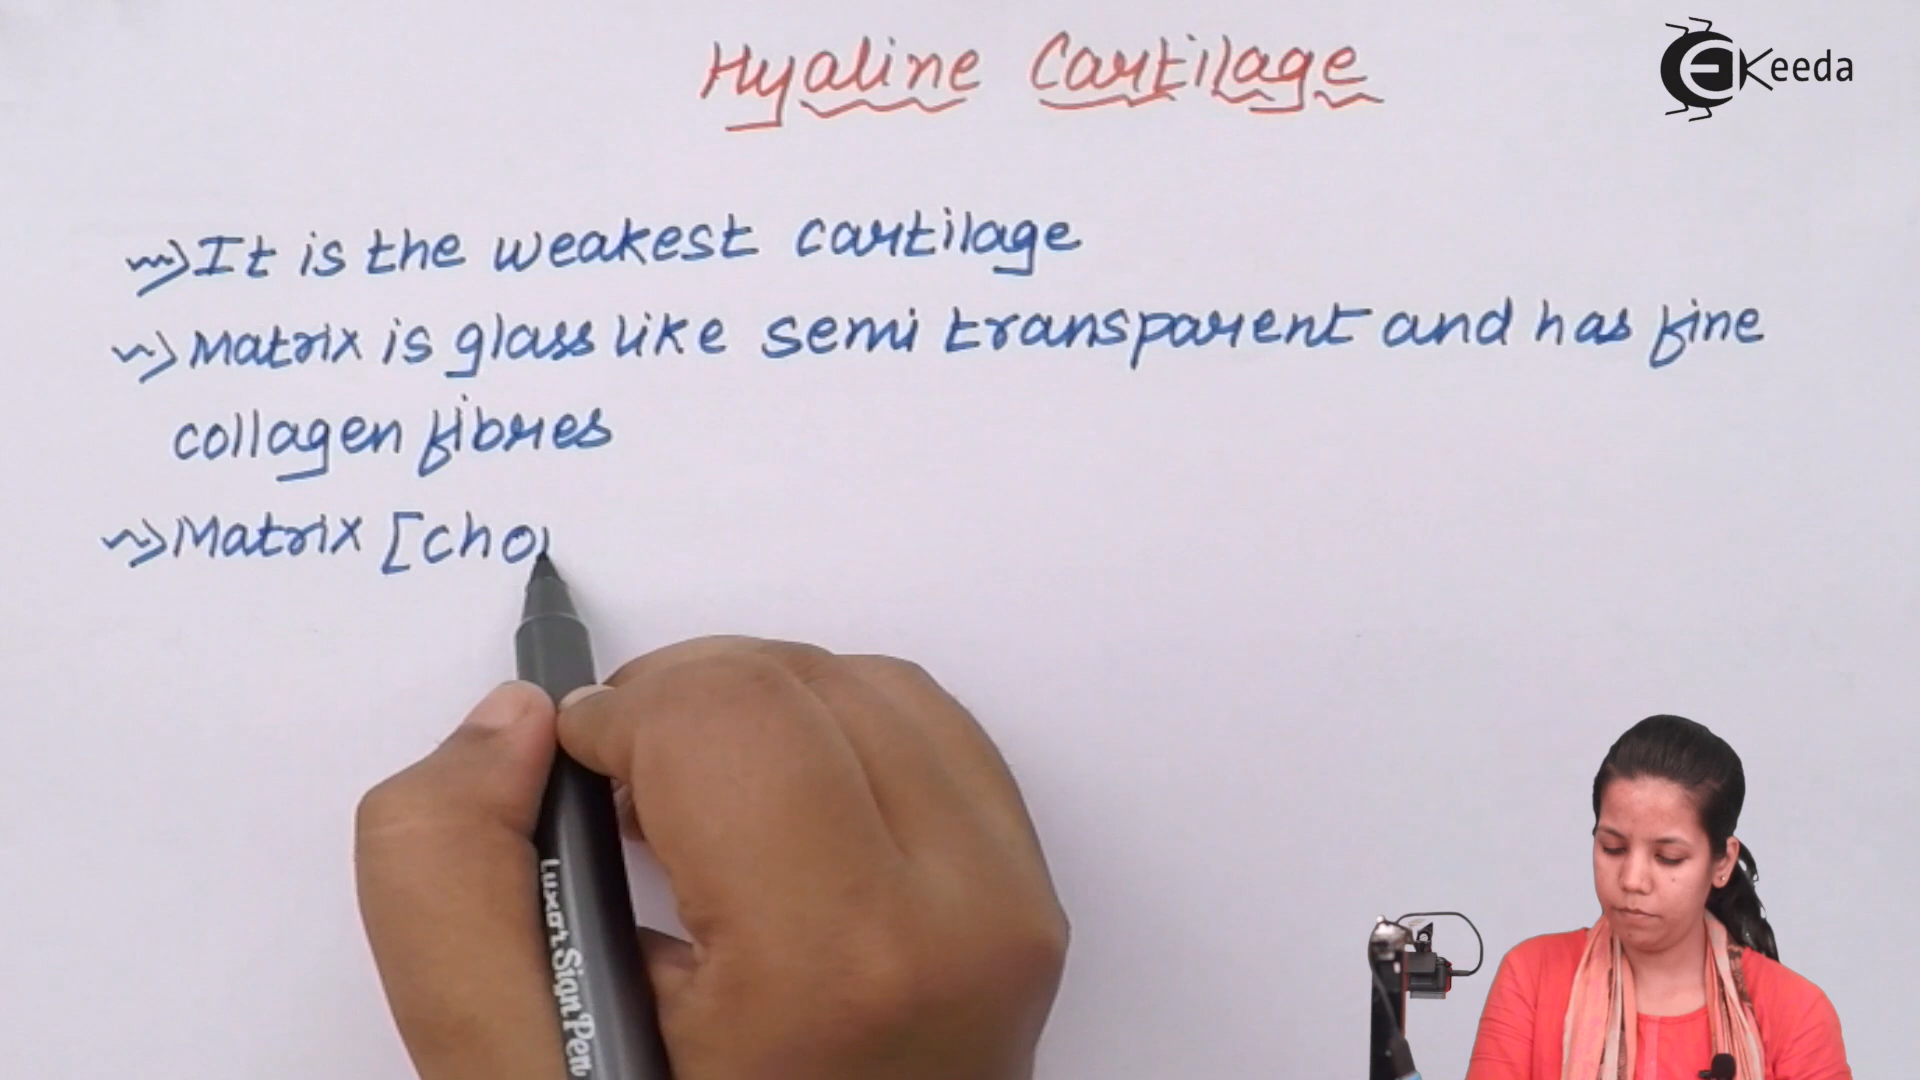 Hyaline Cartilage
EKeeda
It is the weakest cartilage
Matrix is glass like semi transparent and has fine
collagen fibres
Matrix [cho
Luxor Sign Pen